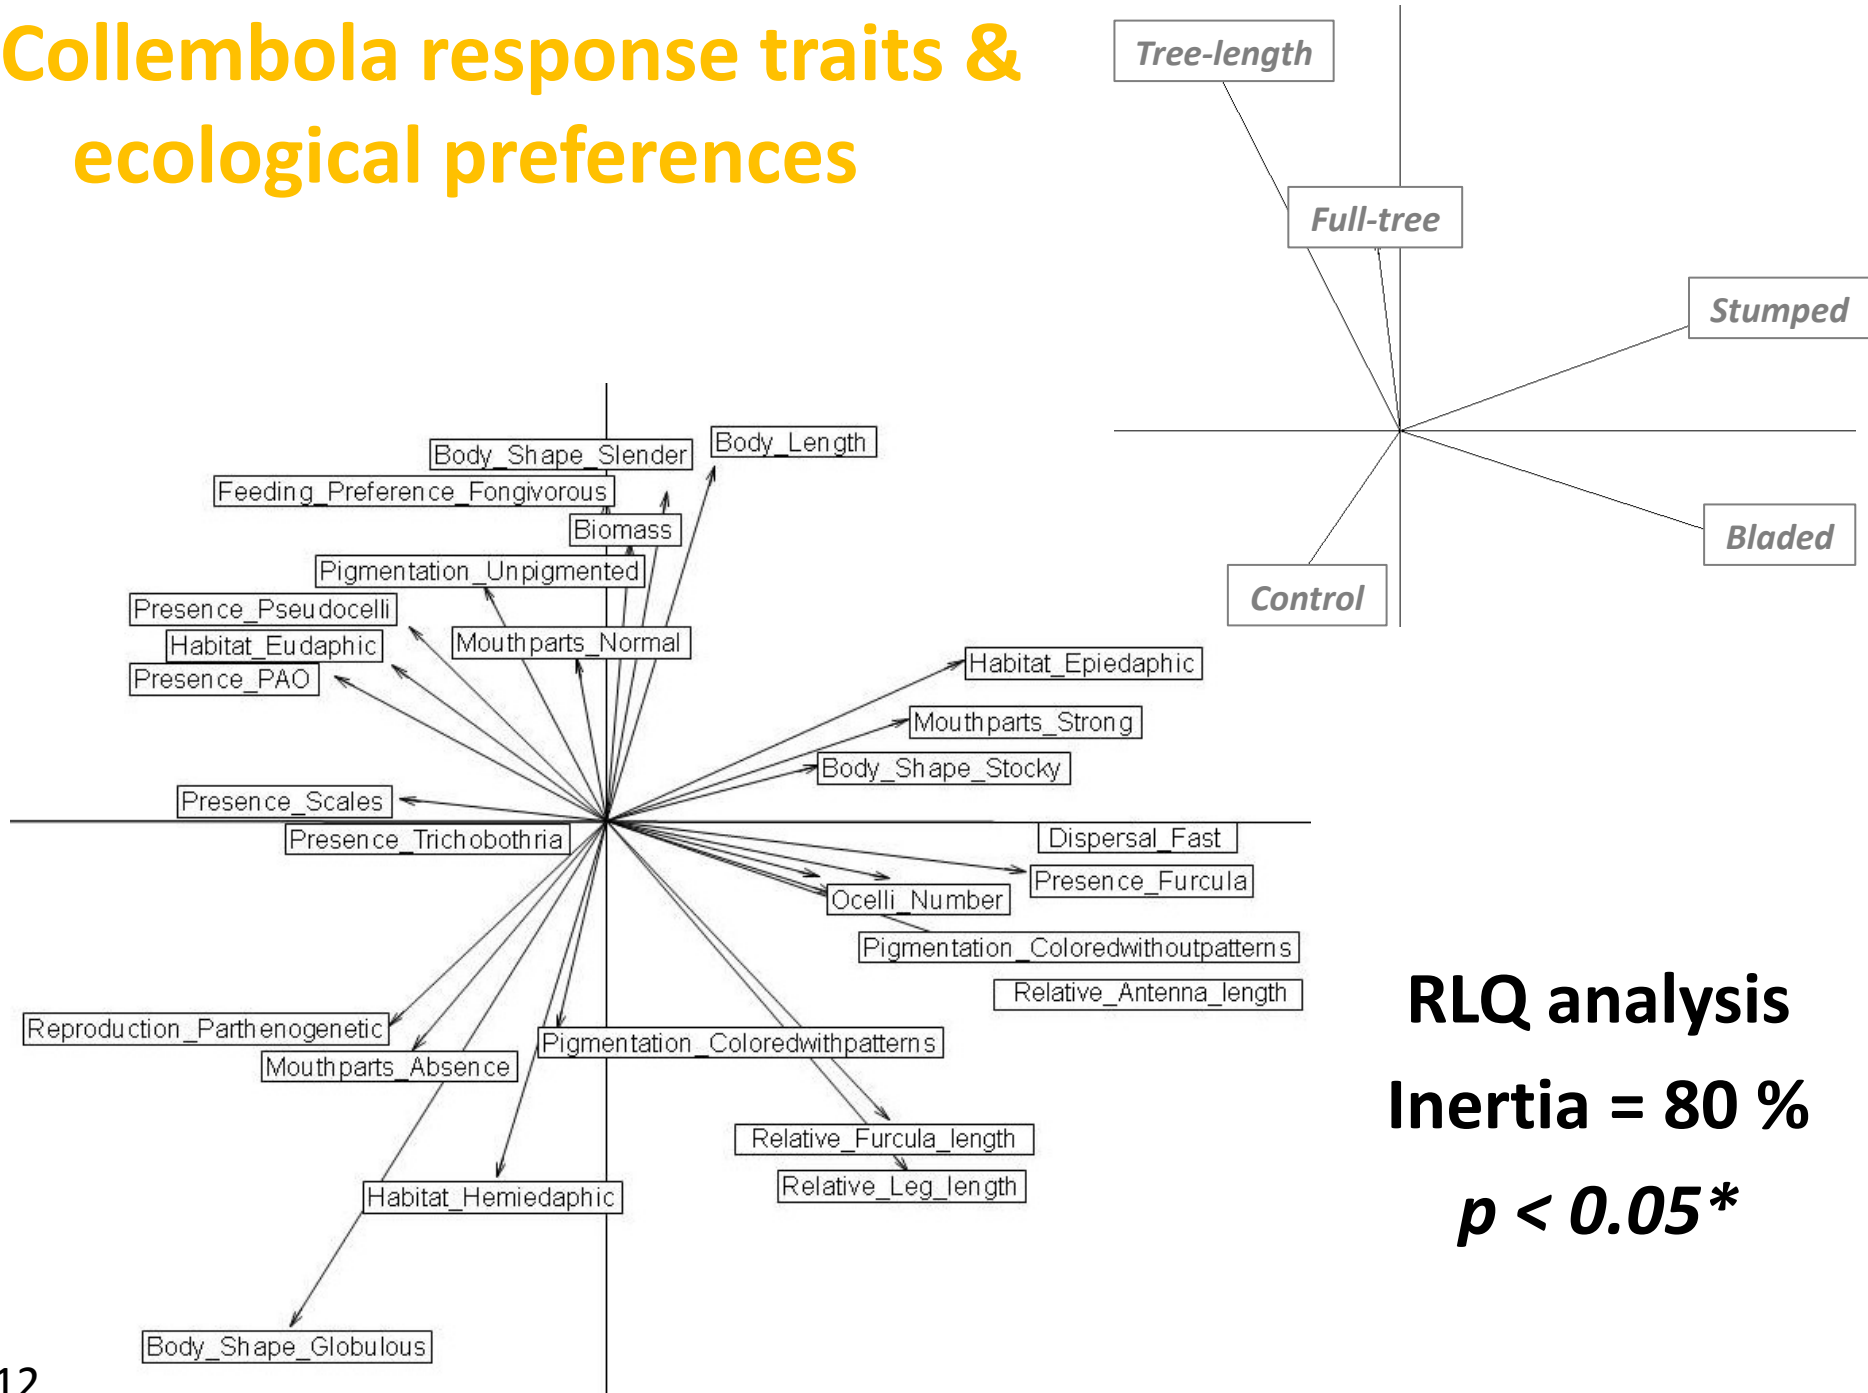 Collembola response traits &
ecological preferences
Tree-length
Full-tree
Stumped
Bladed
Control
Body_Length
Body_Shape_Slender
Feeding_Preference_Fongivorous
Biomass
Pigmentation_Unpigmented
Presence_Pseudocelli
Mouthparts_Normal
Habitat_Eudaphic
Presence_PAO
Habitat_Epiedaphic
Mouthparts_Strong
Body_Shape_Stocky
Presence_Scales
Presence_Trichobothria
Dispersal_Fast
Presence_Furcula
Ocelli_Number
Pigmentation_Coloredwithoutpatterns
Relative_Antenna_length
Reproduction_Parthenogenetic
Mouthparts_Absence
Pigmentation_Coloredwithpatterns
Relative_Furcula_length
Relative_Leg_length
Habitat_Hemiedaphic
Body_Shape_Globulous
RLQ analysis
Inertia = 80 %
p < 0.05*
12